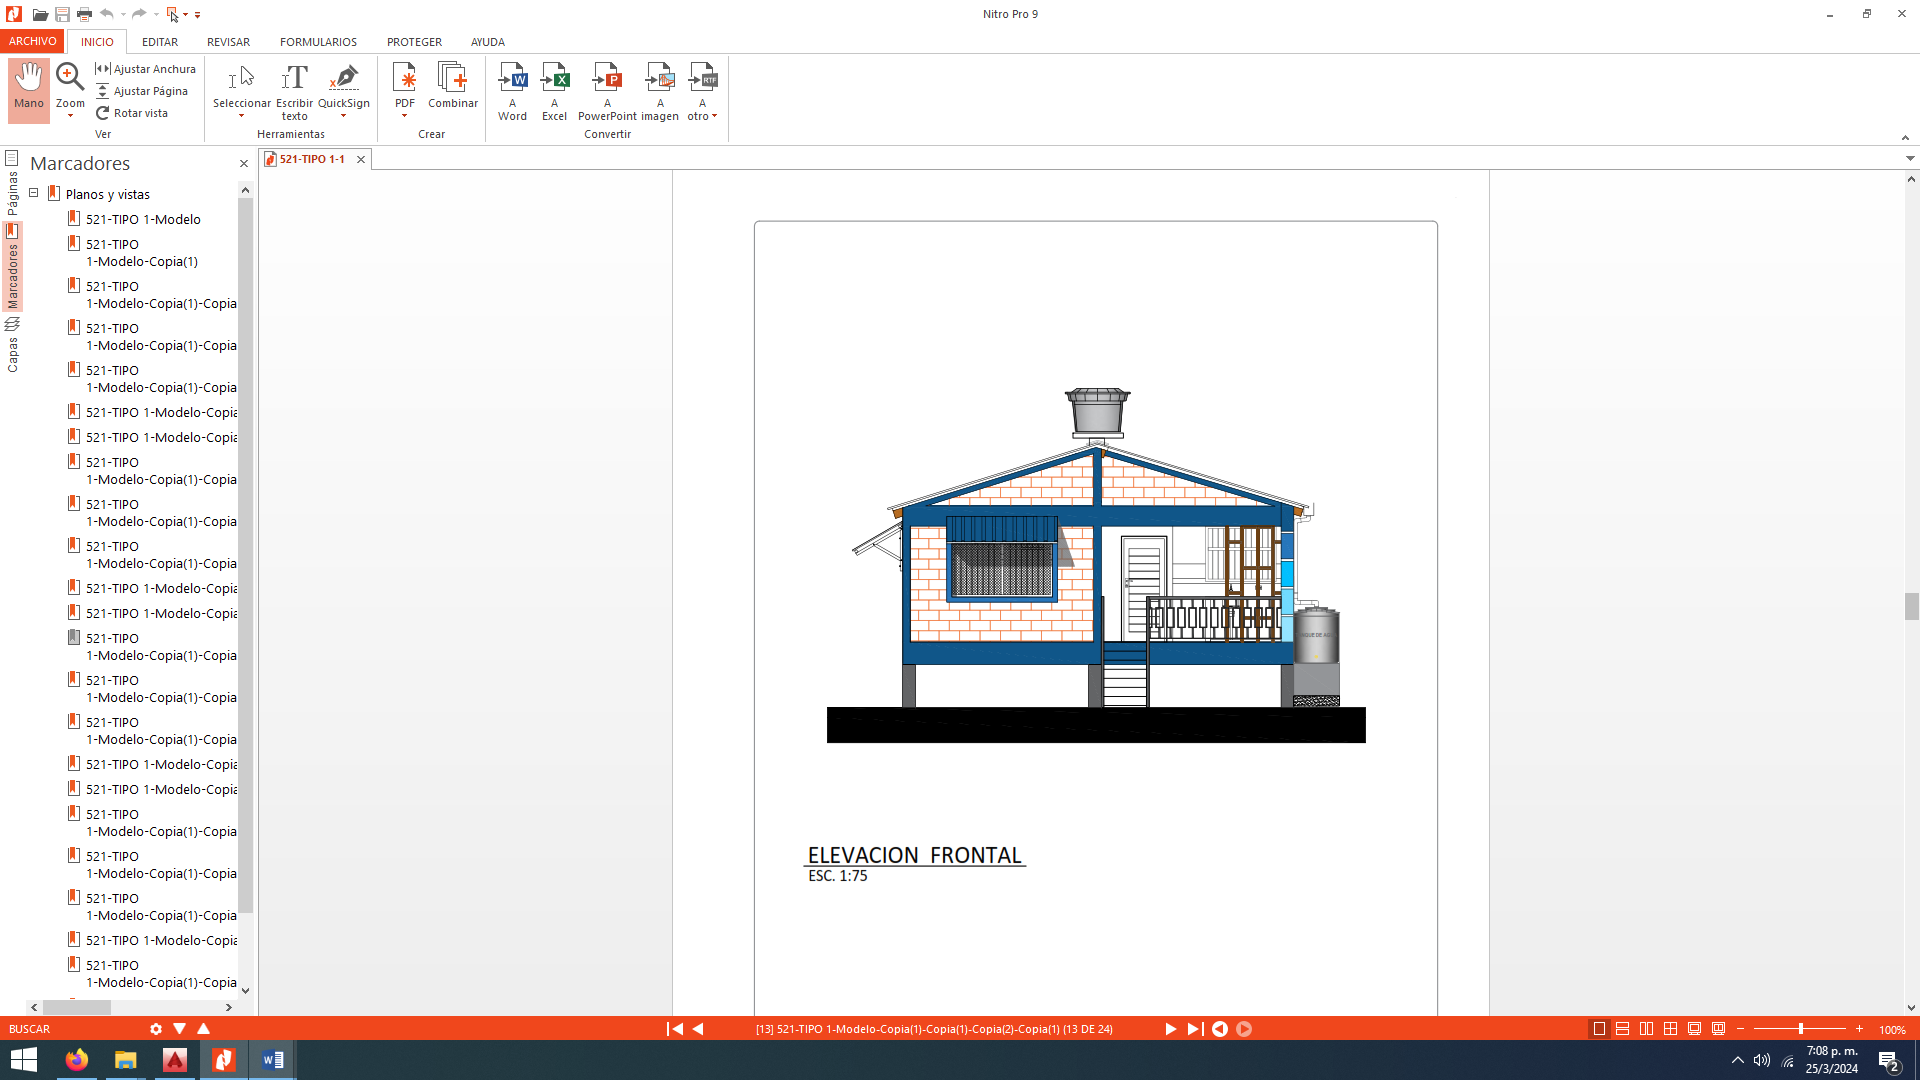 Nitro Pro 9
ARCHIVO INICIO EDITAR REVISAR FORMULARIOS PROTEGER AYUDA
Mano
Zoom
Ajustar Anchura
Ajustar Página
Rotar vista
Ver
Seleccionar
Escribir texto
QuickSign
Herramientas
PDF
Combinar
Crear
A Word
A Excel
A PowerPoint
A imagen
A otro
Convertir
Páginas
Marcadores
Capas
Marcadores
521-TIPO 1-1
Planos y vistas
521-TIPO 1-Modelo
521-TIPO
1-Modelo-Copia(1)
521-TIPO
1-Modelo-Copia(1)-Copia
521-TIPO
1-Modelo-Copia(1)-Copia
521-TIPO
1-Modelo-Copia(1)-Copia
521-TIPO 1-Modelo-Copia
521-TIPO 1-Modelo-Copia
521-TIPO
1-Modelo-Copia(1)-Copia
521-TIPO
1-Modelo-Copia(1)-Copia
521-TIPO
1-Modelo-Copia(1)-Copia
521-TIPO 1-Modelo-Copia
521-TIPO 1-Modelo-Copia
521-TIPO
1-Modelo-Copia(1)-Copia
521-TIPO
1-Modelo-Copia(1)-Copia
521-TIPO
1-Modelo-Copia(1)-Copia
521-TIPO 1-Modelo-Copia
521-TIPO 1-Modelo-Copia
521-TIPO
1-Modelo-Copia(1)-Copia
521-TIPO
1-Modelo-Copia(1)-Copia
521-TIPO
1-Modelo-Copia(1)-Copia
521-TIPO 1-Modelo-Copia
521-TIPO
1-Modelo-Copia(1)-Copia
ELEVACION FRONTAL
ESC. 1:75
BUSCAR
[13] 521-TIPO 1-Modelo-Copia(1)-Copia(1)-Copia(2)-Copia(1) (13 DE 24)
100%
7:08 p. m.
25/3/2024
2